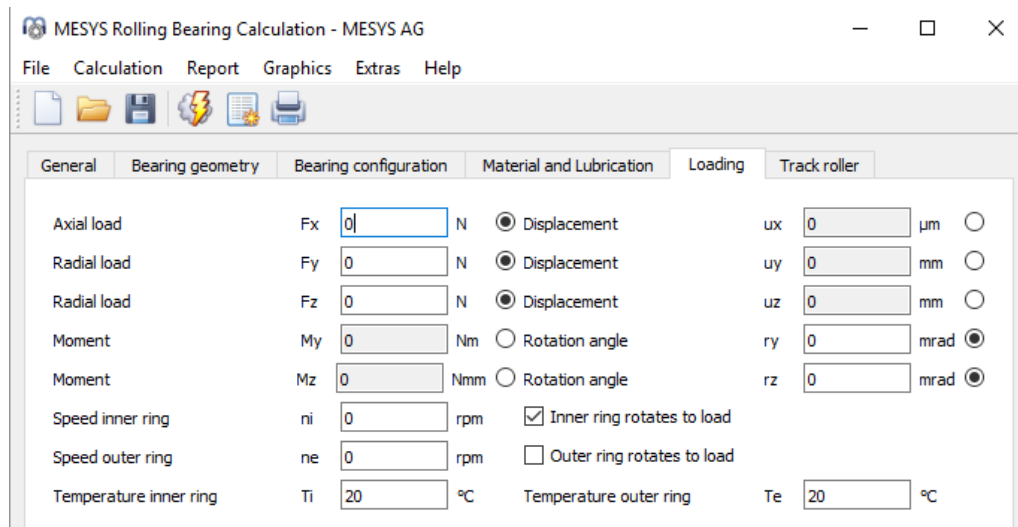 MESYS Rolling Bearing Calculation - MESYS AG
File Calculation Report Graphics Extras Help
General Bearing geometry Bearing configuration Material and Lubrication Loading Track roller
Axial load Fx 0 N Displacement ux 0 µm
Radial load Fy 0 N Displacement uy 0 mm
Radial load Fz 0 N Displacement uz 0 mm
Moment My 0 Nm Rotation angle ry 0 mrad
Moment Mz 0 Nmm Rotation angle rz 0 mrad
Speed inner ring ni 0 rpm Inner ring rotates to load
Speed outer ring ne 0 rpm Outer ring rotates to load
Temperature inner ring Ti 20 °C Temperature outer ring Te 20 °C